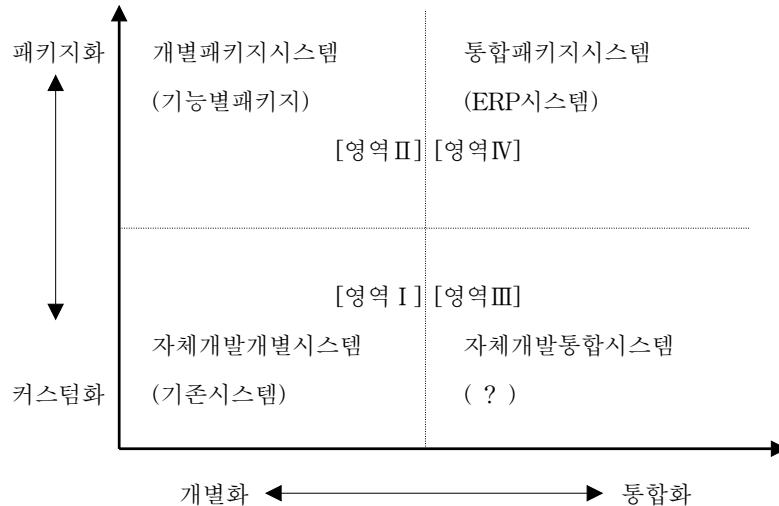 패키지화
개별패키지시스템
통합패키지시스템
(기능별패키지)
(ERP시스템)
[영역Ⅱ]
[영역Ⅳ]
[영역Ⅰ]
[영역Ⅲ]
자체개발개별시스템
자체개발통합시스템
커스텀화
(기존시스템)
( ? )
개별화
통합화